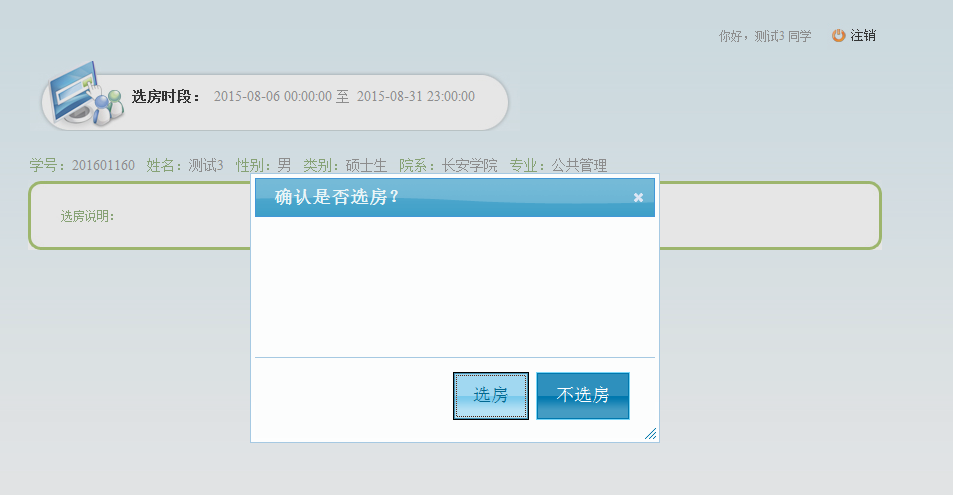 你好，测试3 同学 注销
选房时段： 2015-08-06 00:00:00 至 2015-08-31 23:00:00
学号：201601160 姓名：测试3 性别：男 类别：硕士生 院系：长安学院 专业：公共管理
选房说明：
确认是否选房？
选房 不选房